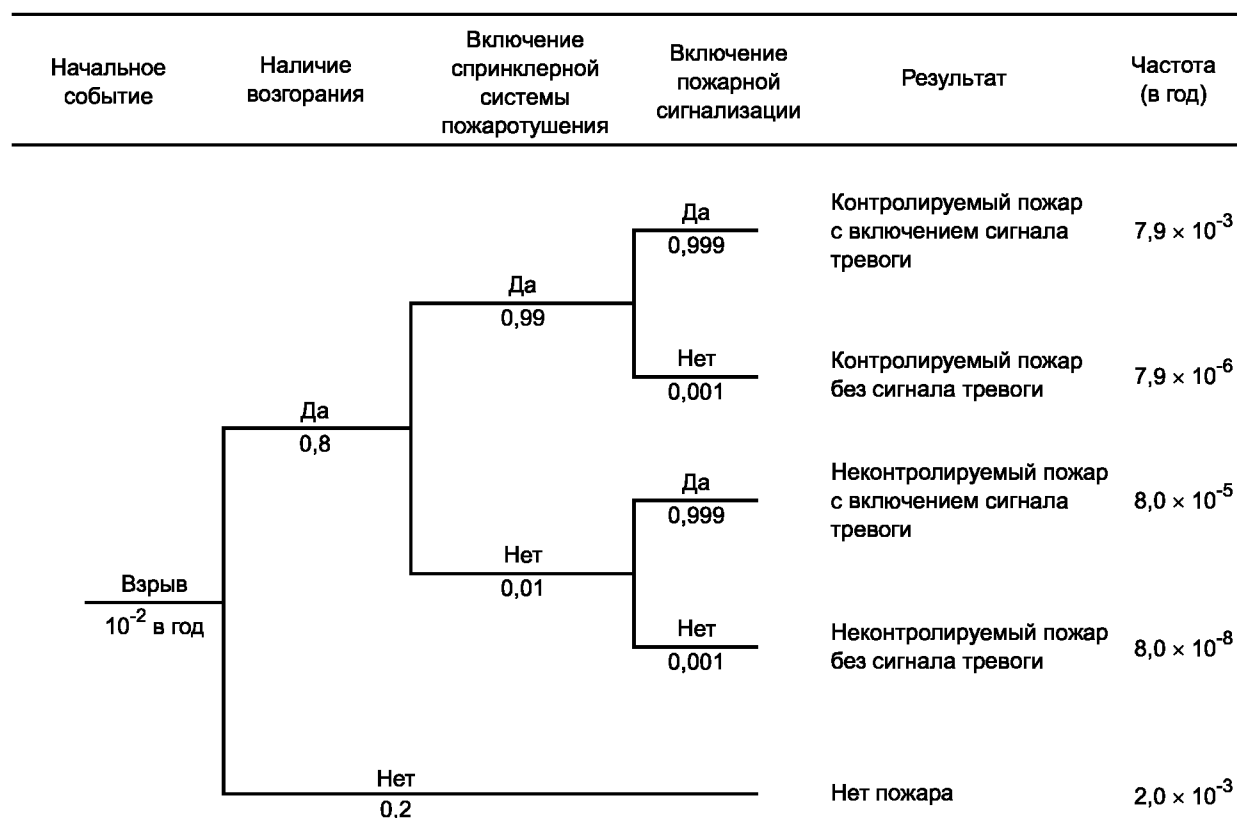 Начальное
событие
Наличие
возгорания
Включение
спринклерной
системы
пожаротушения
Включение
пожарной
сигнализации
Результат
Частота
(в год)
Да
0,999
Контролируемый пожар
с включением сигнала
тревоги
7,9 × 10⁻³
Да
0,99
Нет
0,001
Контролируемый пожар
без сигнала тревоги
7,9 × 10⁻⁶
Да
0,8
Да
0,999
Неконтролируемый пожар
с включением сигнала
тревоги
8,0 × 10⁻⁵
Нет
0,01
Взрыв
10⁻² в год
Нет
0,001
Неконтролируемый пожар
без сигнала тревоги
8,0 × 10⁻⁸
Нет
0,2
Нет пожара
2,0 × 10⁻³